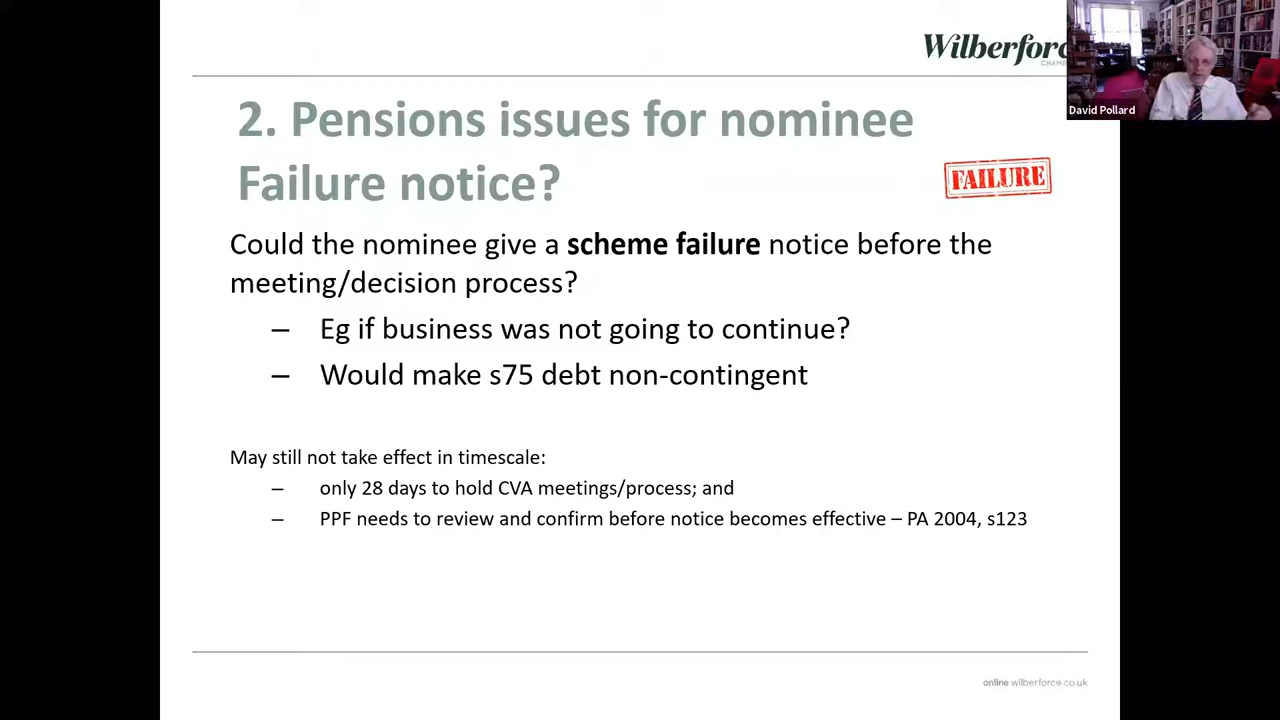 Wilberforc
CHAM
David Pollard
2. Pensions issues for nominee
Failure notice?
FAILURE
Could the nominee give a scheme failure notice before the
meeting/decision process?
– Eg if business was not going to continue?
– Would make s75 debt non-contingent
May still not take effect in timescale:
– only 28 days to hold CVA meetings/process; and
– PPF needs to review and confirm before notice becomes effective – PA 2004, s123
online wilberforce.co.uk